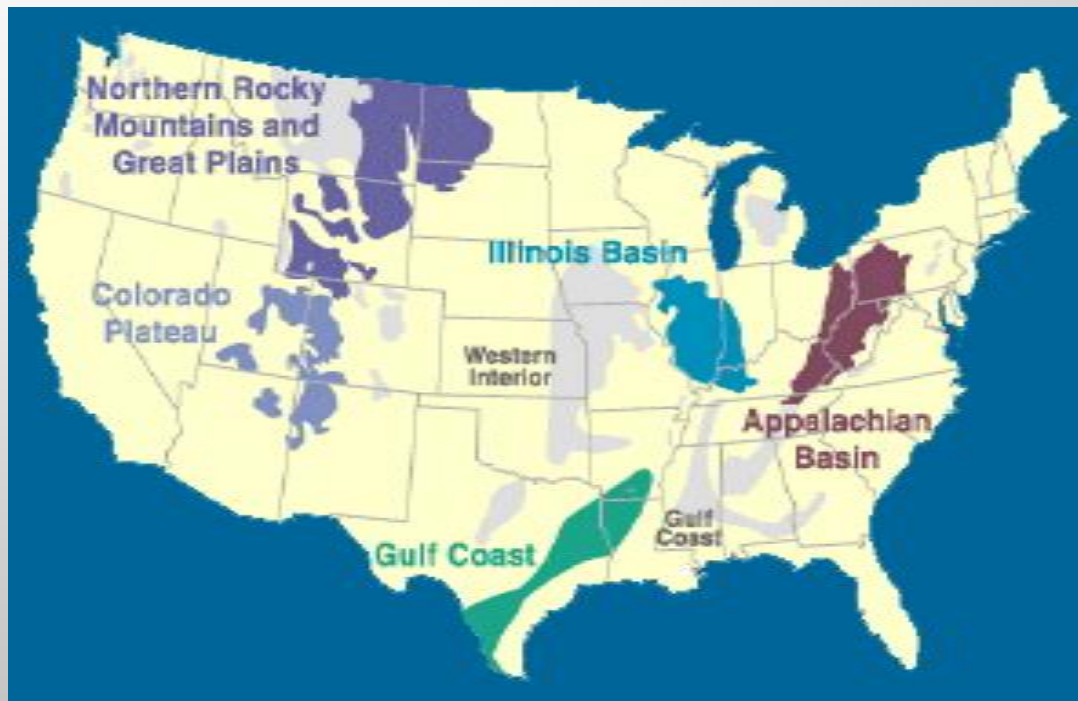 Northern Rocky
Mountains and
Great Plains
Illinois Basin
Colorado
Plateau
Western
Interior
Appalachian
Basin
Gulf
Coast
Gulf Coast